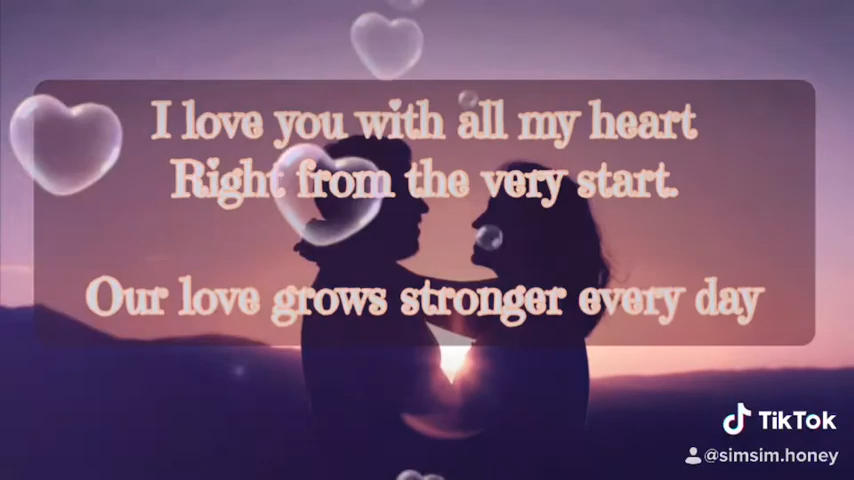 I love you with all my heart
Right from the very start.
Our love grows stronger every day
TikTok
@simsim.honey